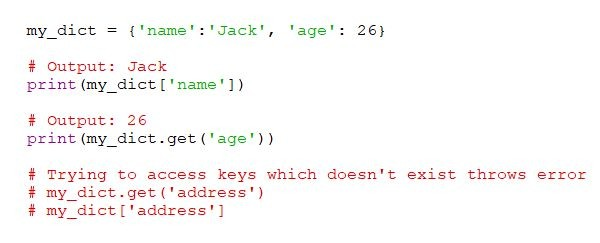 my_dict = {'name':'Jack', 'age': 26}
# Output: Jack
print(my_dict['name'])
# Output: 26
print(my_dict.get('age'))
# Trying to access keys which doesn't exist throws error
# my_dict.get('address')
# my_dict['address']